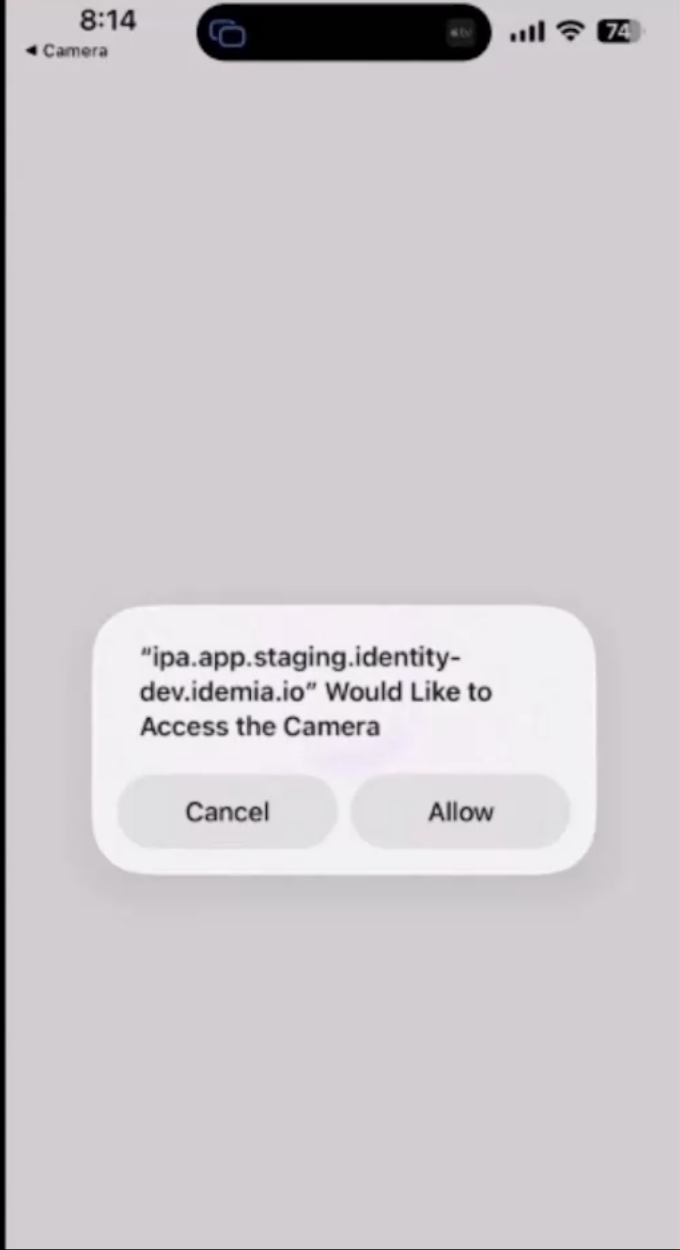 8:14
74
◀ Camera
“ipa.app.staging.identity-
dev.idemia.io” Would Like to
Access the Camera
Cancel
Allow